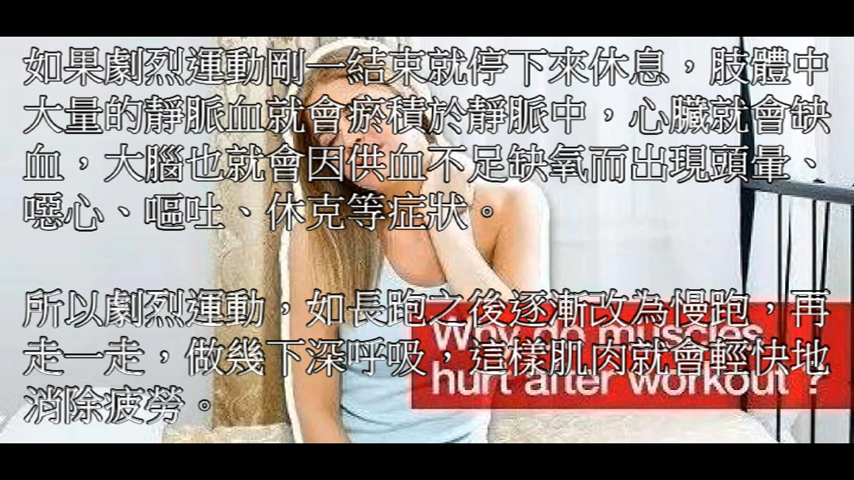 如果劇烈運動剛一結束就停下來休息，肢體中
大量的靜脈血就會瘀積於靜脈中，心臟就會缺
血，大腦也就會因供血不足缺氧而出現頭暈、
噁心、嘔吐、休克等症狀。
所以劇烈運動，如長跑之後逐漸改為慢跑，再
走一走，做幾下深呼吸，這樣肌肉就會輕快地
消除疲勞。
Why do muscles
hurt after workout ?